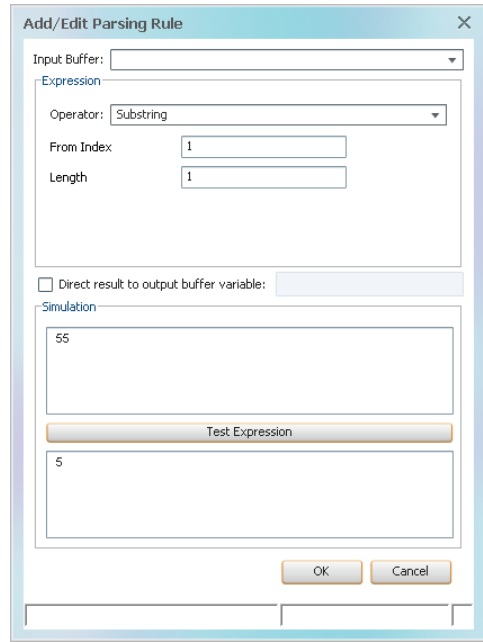 Add/Edit Parsing Rule
Input Buffer:
Expression
Operator: Substring
From Index 1
Length 1
Direct result to output buffer variable:
Simulation
55
Test Expression
5
OK Cancel